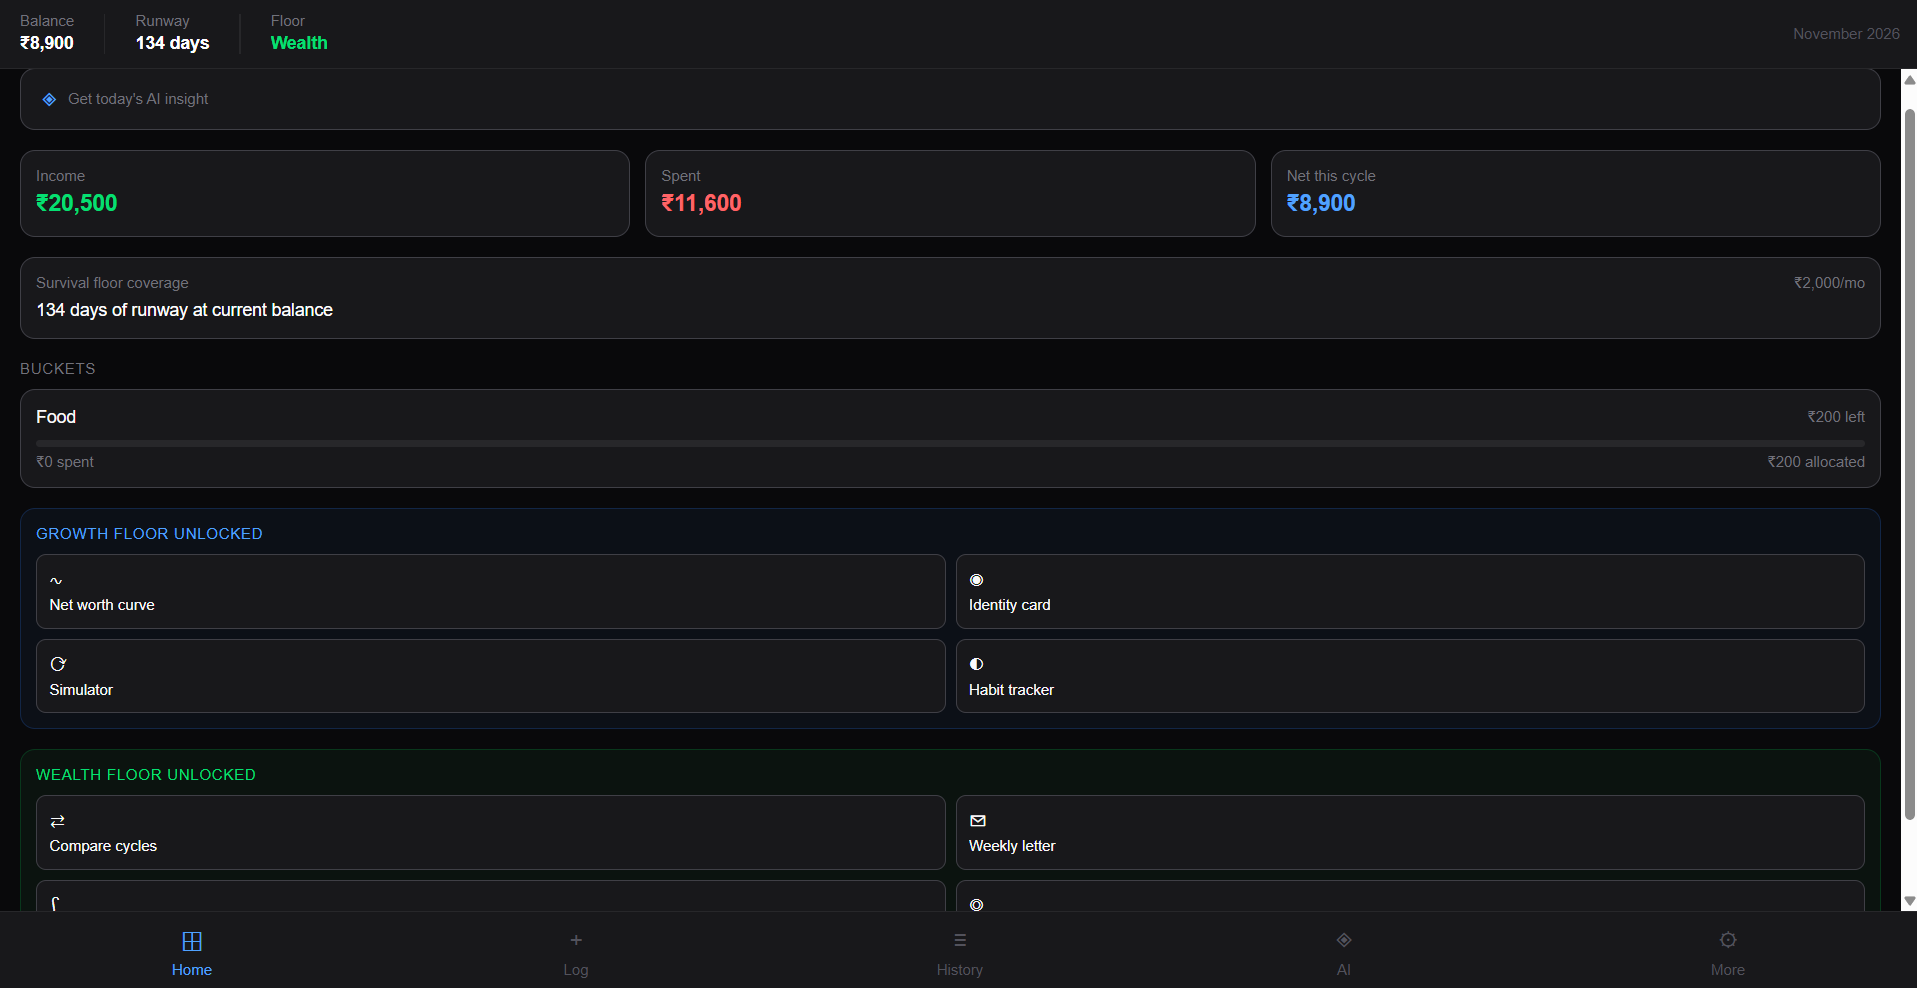 Balance
₹8,900
Runway
134 days
Floor
Wealth
November 2026
Get today's AI insight
Income
₹20,500
Spent
₹11,600
Net this cycle
₹8,900
Survival floor coverage
₹2,000/mo
134 days of runway at current balance
BUCKETS
Food
₹200 left
₹0 spent
₹200 allocated
GROWTH FLOOR UNLOCKED
Net worth curve
Identity card
Simulator
Habit tracker
WEALTH FLOOR UNLOCKED
Compare cycles
Weekly letter
Home
Log
History
AI
More